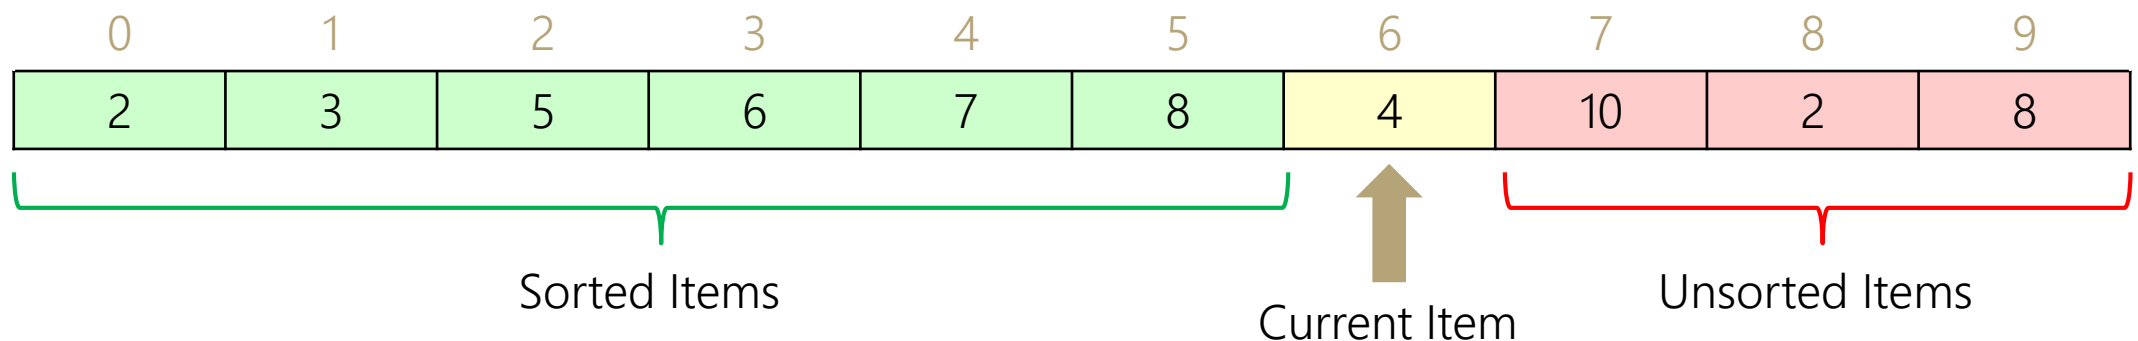 0 1 2 3 4 5 6 7 8 9
2 3 5 6 7 8 4 10 2 8
Sorted Items
Current Item
Unsorted Items